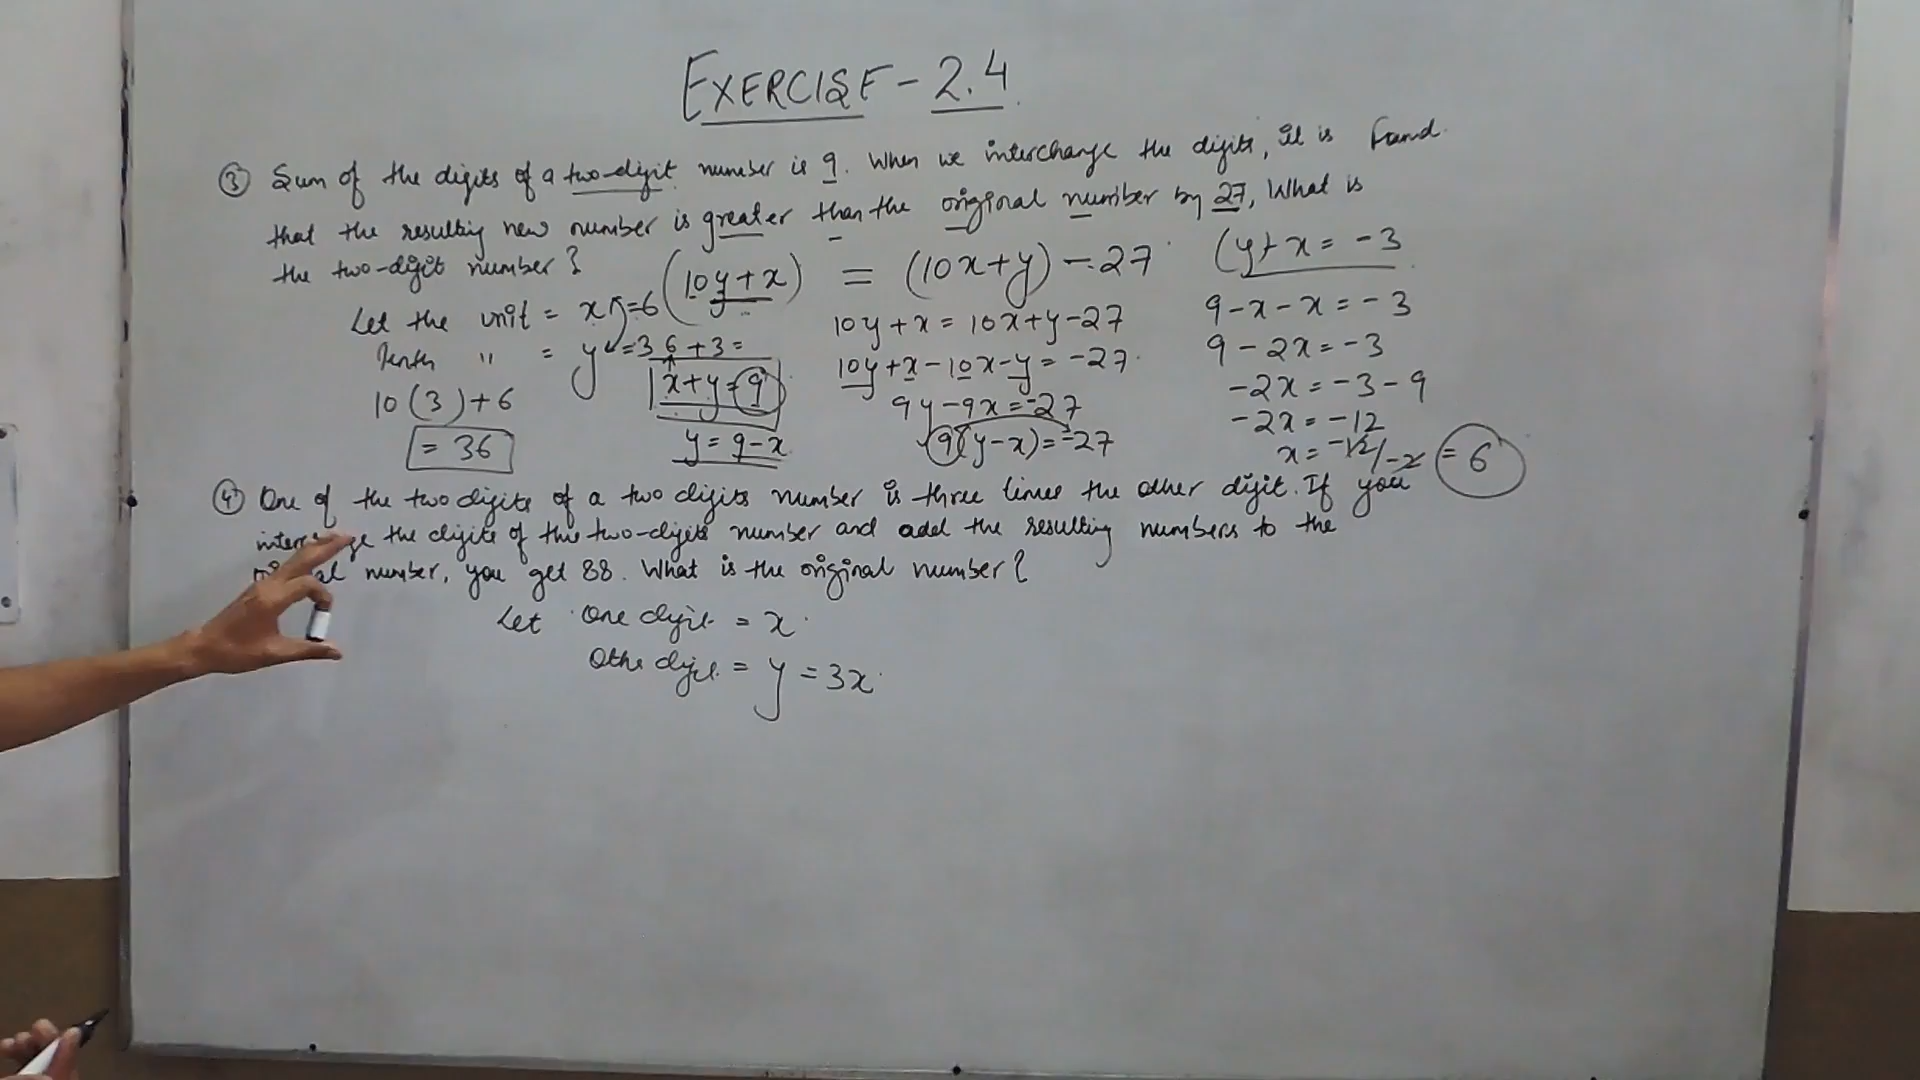 EXERCISE - 2.4
③ Sum of the digits of a two-digit number is 9. When we interchange the digits, it is found
that the resulting new number is greater than the original number by 27, What is
the two-digit number?
(10y+x) = (10x+y) - 27
Let the unit = x = 6
Tenth " = y = 3 6+3=
10(3)+6
= 36
x+y=9
y = 9-x
10y+x = 10x+y-27
10y+x-10x-y = -27
9y-9x = -27
9(y-x) = -27
(y)-x = -3
9-x-x = -3
9-2x = -3
-2x = -3-9
-2x = -12
x = -12/-2 = 6
④ One of the two digits of a two digits number is three times the other digit. If you
the digits of this two-digits number and add the resulting numbers to the
number, you get 88. What is the original number?
Let One digit = x
Othe digit = y = 3x